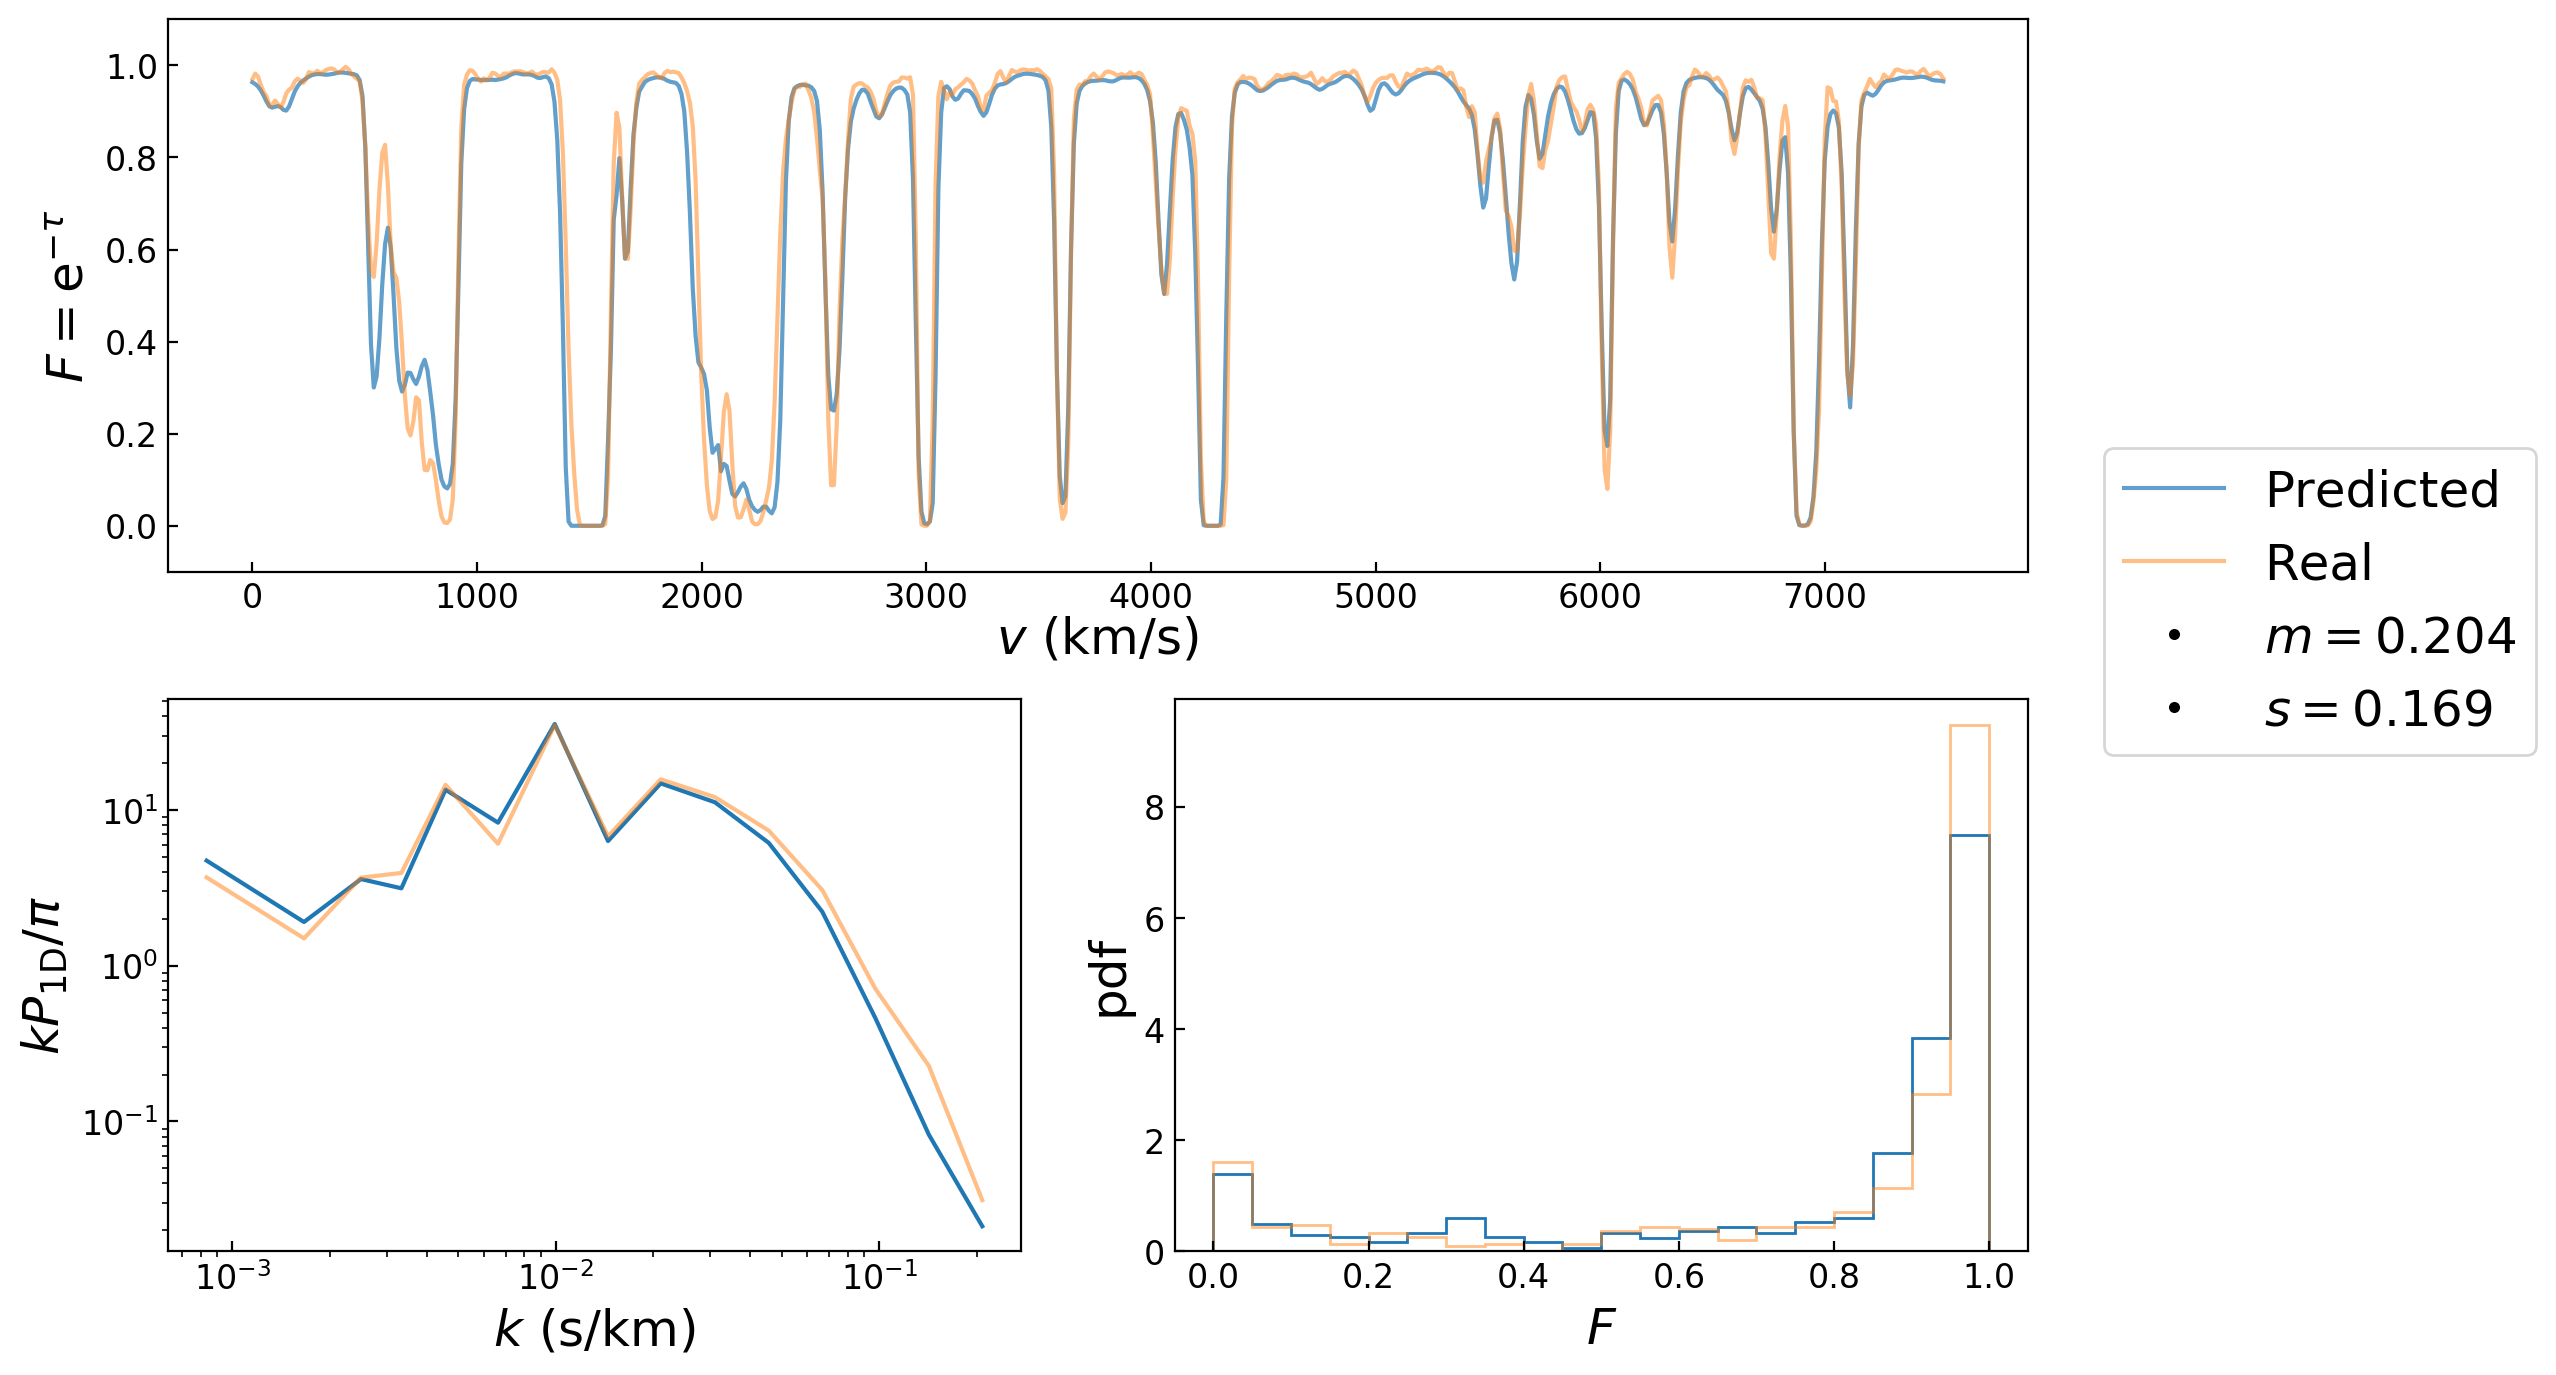 F = e^{-τ}
1.0
0.8
0.6
0.4
0.2
0.0
0 1000 2000 3000 4000 5000 6000 7000
v (km/s)
Predicted
Real
m = 0.204
s = 0.169
kP_{1D}/π
10^1
10^0
10^{-1}
10^{-3} 10^{-2} 10^{-1}
k (s/km)
pdf
8
6
4
2
0
0.0 0.2 0.4 0.6 0.8 1.0
F